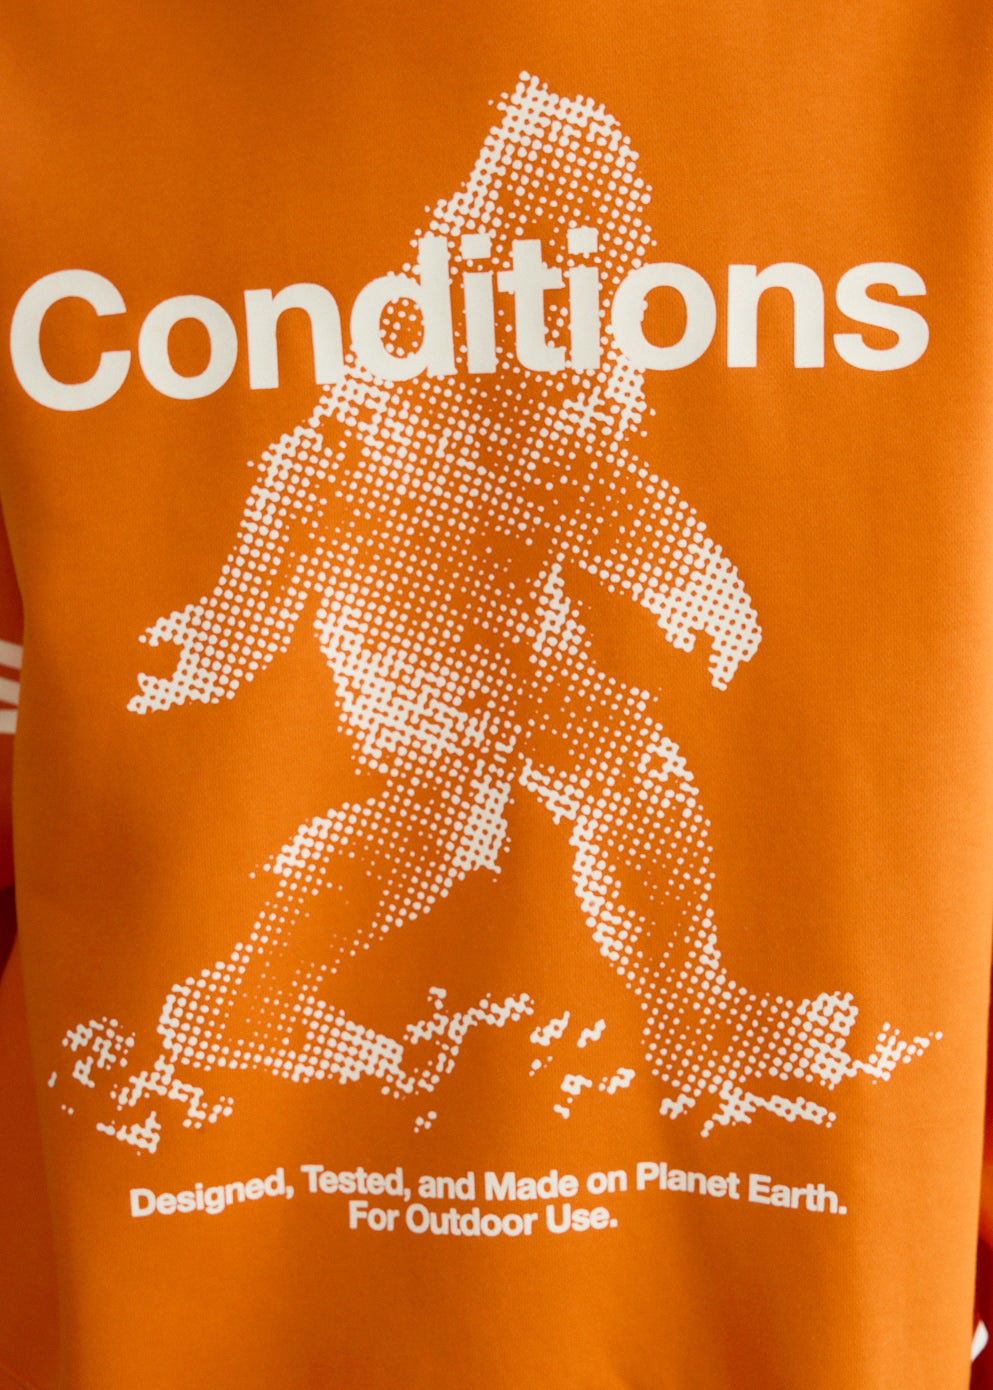 Conditions
Designed, Tested, and Made on Planet Earth.
For Outdoor Use.